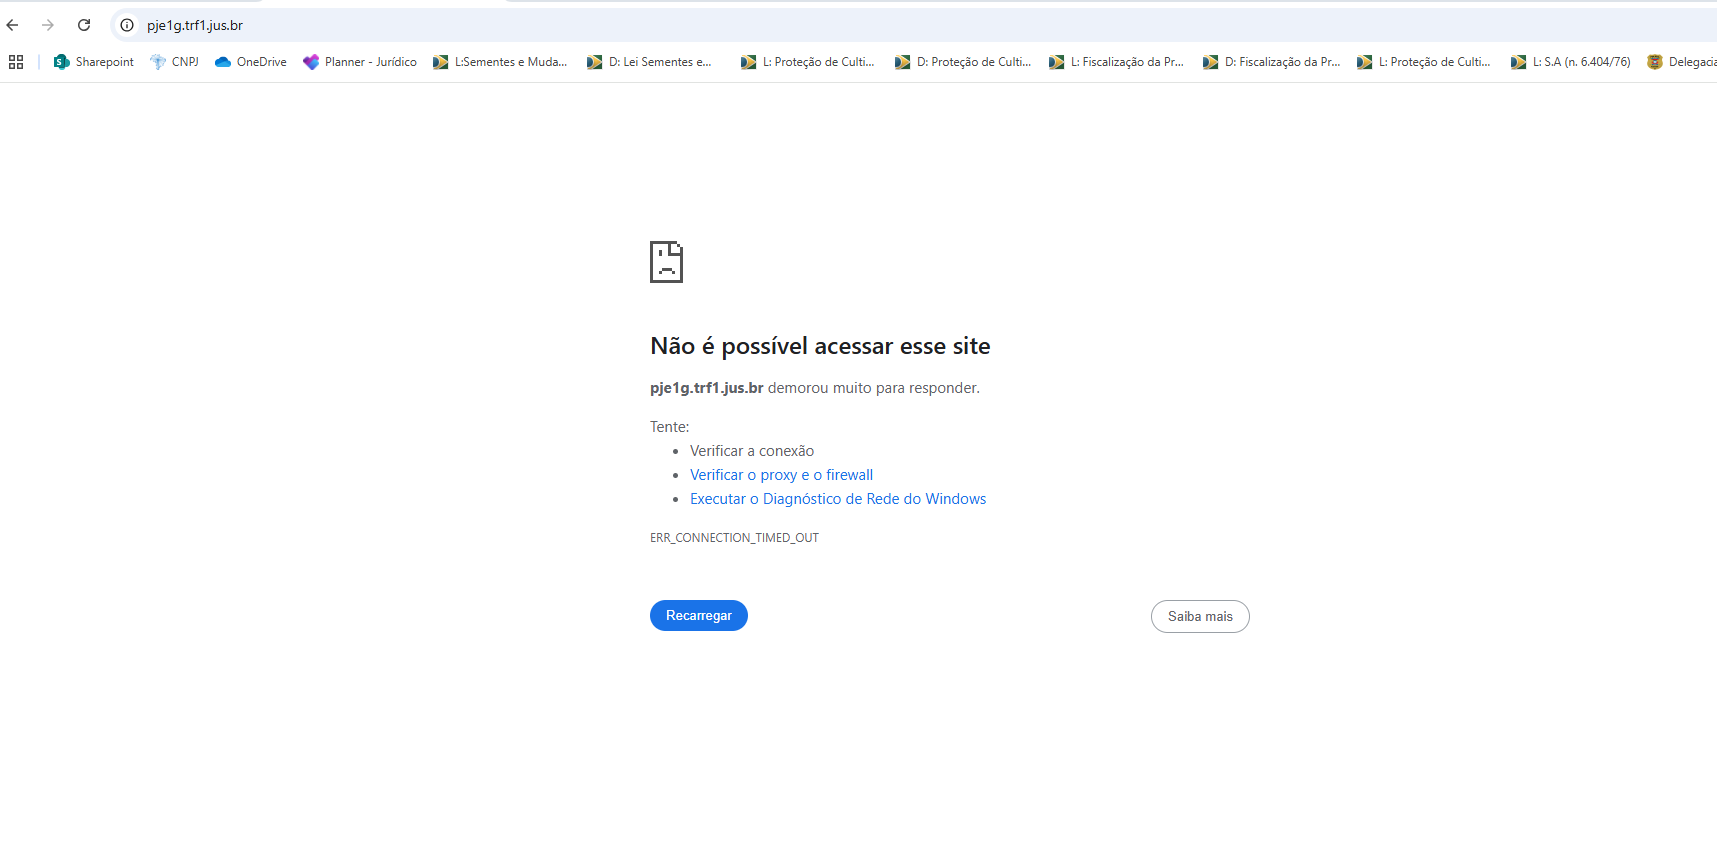 pje1g.trf1.jus.br
Sharepoint CNPJ OneDrive Planner - Jurídico L:Sementes e Muda... D: Lei Sementes e... L: Proteção de Culti... D: Proteção de Culti... L: Fiscalização da Pr... D: Fiscalização da Pr... L: Proteção de Culti... L: S.A (n. 6.404/76) Delegacia
Não é possível acessar esse site
pje1g.trf1.jus.br demorou muito para responder.
Tente:
• Verificar a conexão
• Verificar o proxy e o firewall
• Executar o Diagnóstico de Rede do Windows
ERR_CONNECTION_TIMED_OUT
Recarregar Saiba mais